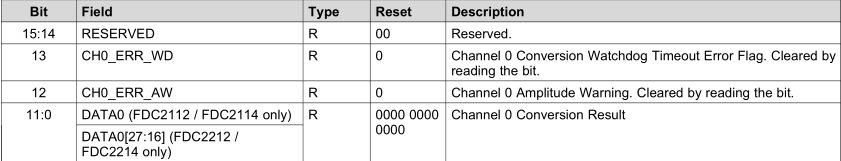 Bit Field Type Reset Description
15:14 RESERVED R 00 Reserved.
13 CH0_ERR_WD R 0 Channel 0 Conversion Watchdog Timeout Error Flag. Cleared by
reading the bit.
12 CH0_ERR_AW R 0 Channel 0 Amplitude Warning. Cleared by reading the bit.
11:0 DATA0 (FDC2112 / FDC2114 only) R 0000 0000 Channel 0 Conversion Result
0000
DATA0[27:16] (FDC2212 /
FDC2214 only)